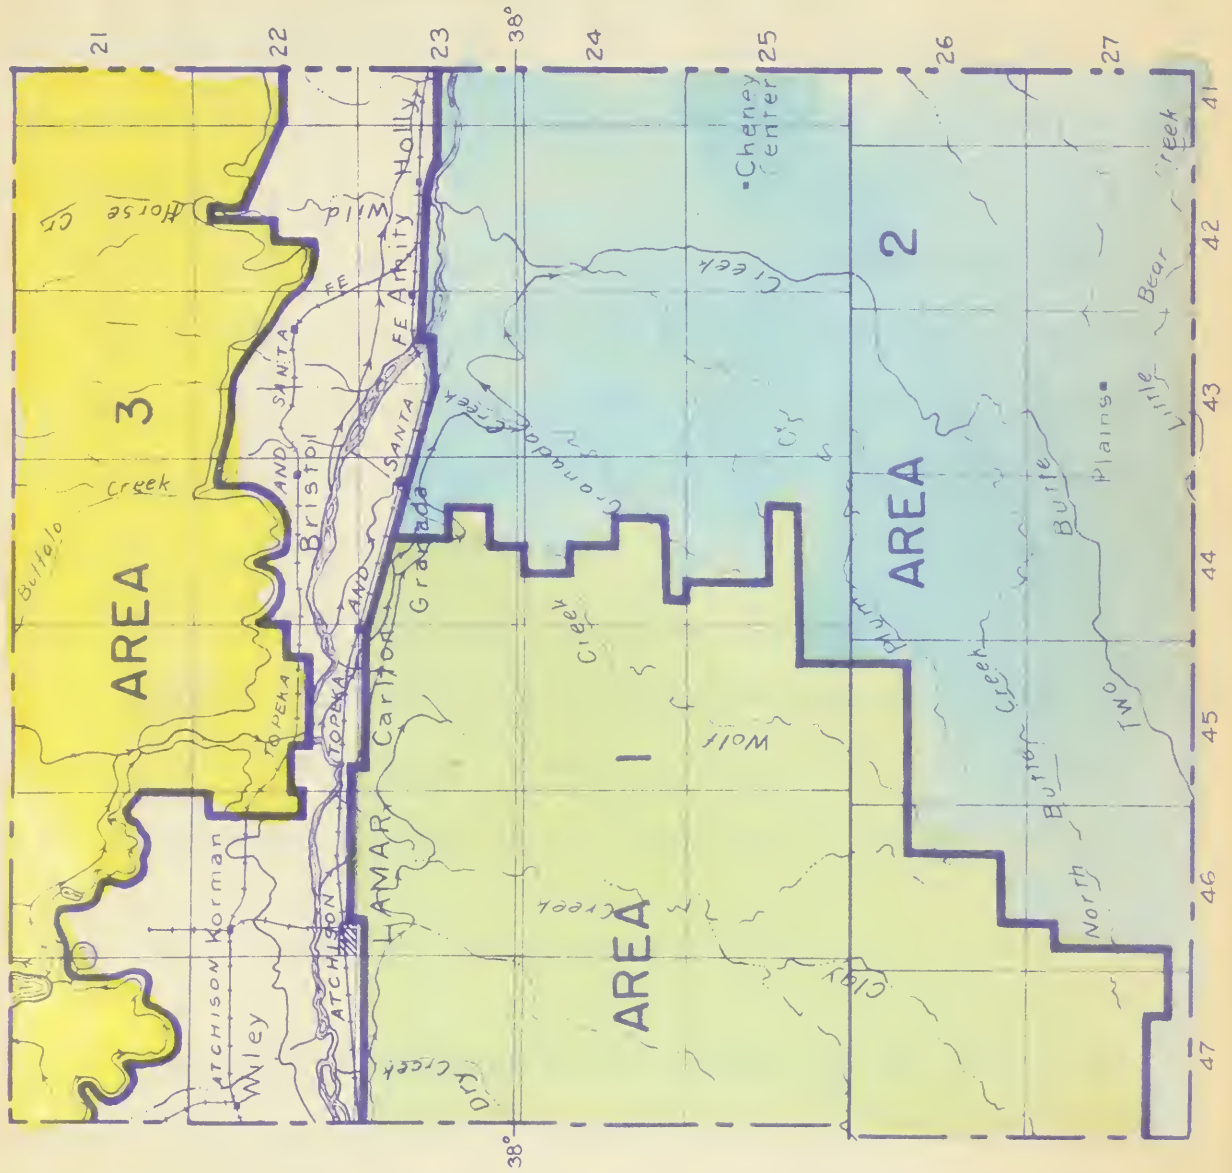 21
22
23
38°
24
25
26
27
41
42
43
44
45
46
47
38°
AREA 3
AREA 1
AREA 2
Buffalo
Creek
Horse
Cr
Wild
Holly
Amity
SANTA FE
AND
Bristol
SANTA FE
AND
TOPEKA
TOPEKA
ATCHISON
ATCHISON
Korman
Wiley
LAMAR
Carlton
Granada
Granada
Creek
Creek
Cheney
Center
Wolf
Creek
Clay
Creek
Dry
Creek
Plum
Cr
Two
Butte
Creek
North
Butte
Creek
Plains
Little Bear